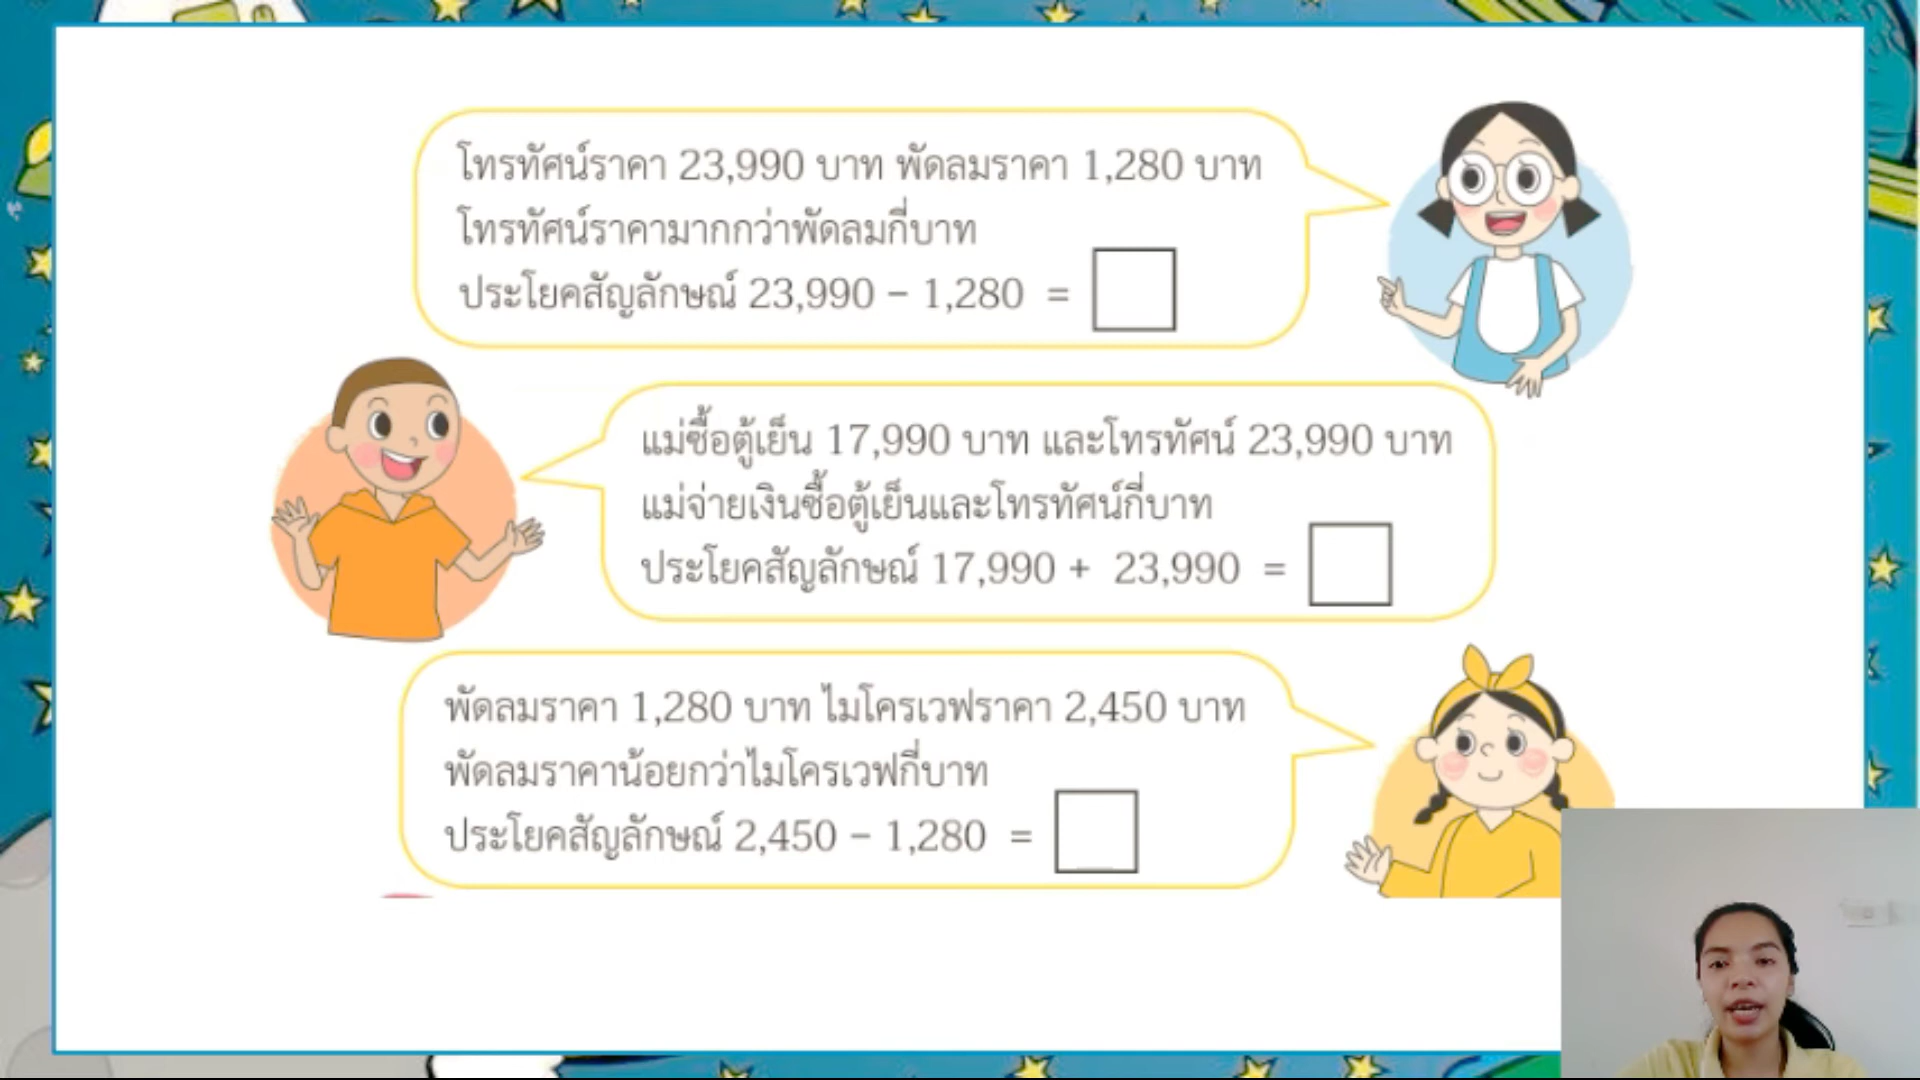 โทรทัศน์ราคา 23,990 บาท พัดลมราคา 1,280 บาท
โทรทัศน์ราคามากกว่าพัดลมกี่บาท
ประโยคสัญลักษณ์ 23,990 − 1,280 =
แม่ซื้อตู้เย็น 17,990 บาท และโทรทัศน์ 23,990 บาท
แม่จ่ายเงินซื้อตู้เย็นและโทรทัศน์กี่บาท
ประโยคสัญลักษณ์ 17,990 + 23,990 =
พัดลมราคา 1,280 บาท ไมโครเวฟราคา 2,450 บาท
พัดลมราคาน้อยกว่าไมโครเวฟกี่บาท
ประโยคสัญลักษณ์ 2,450 − 1,280 =